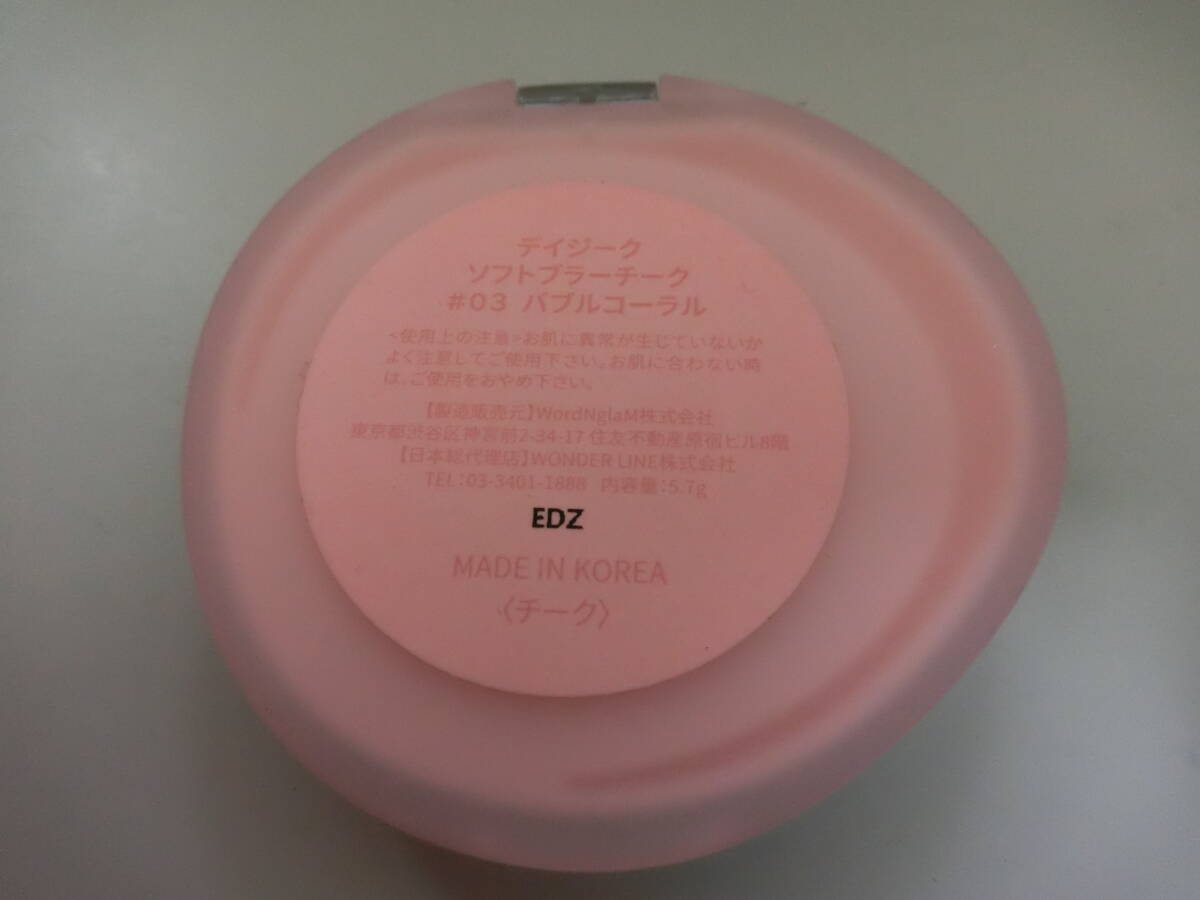 デイジーク
ソフトブラーチーク
#03 バブルコーラル
<使用上の注意>お肌に異常が生じていないか
よく注意してご使用下さい。お肌に合わない時
は、ご使用をおやめ下さい。
【製造販売元】WordNglaM株式会社
東京都渋谷区神宮前2-34-17 住友不動産原宿ビル8階
【日本総代理店】WONDER LINE株式会社
TEL:03-3401-1888 内容量:5.7g
EDZ
MADE IN KOREA
〈チーク〉